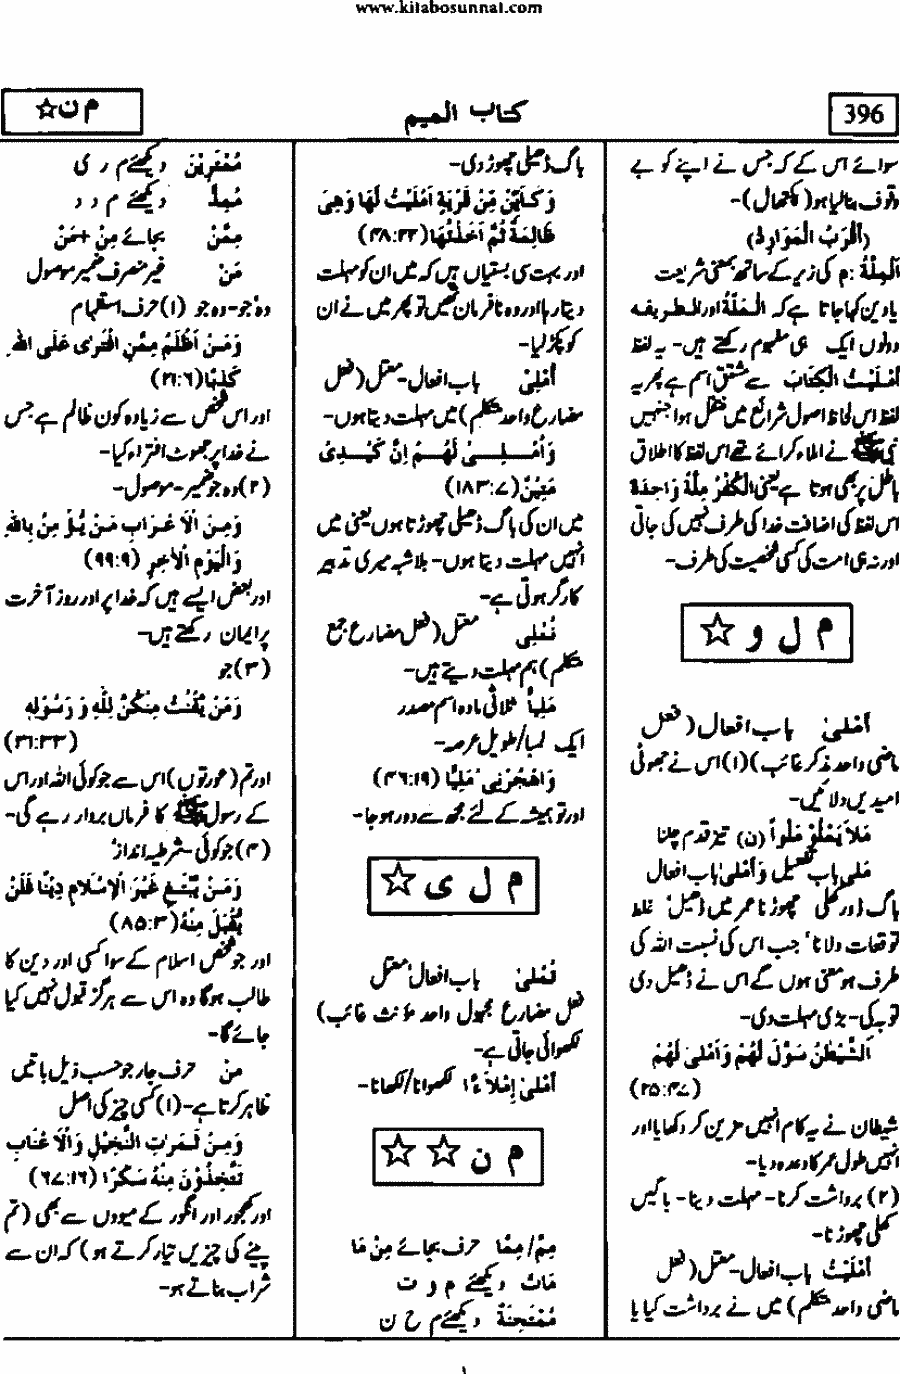 www.kitabosunnat.com
396
کتاب المیم
م ن☆
سوائے اس کے کہ جس نے اپنے کو بے
وقوف بنالیا ہو (لکتھال)-
(اَلْرَبُ الْمَوَارِدْ)
اَلْمِلَّةُ: م کی زیر کے ساتھ بمعنی شریعت
یا دین کہا جاتا ہے کہ المِلَّةُ اور الطریقہ
دونوں ایک ہی مفہوم رکھتے ہیں- یہ لفظ
اَمْلَیْتُ الْکِتَابَ سے مشتق اسم ہے پھر یہ
لفظ اس لحاظ اصول شرائع میں منتقل ہوا جنہیں
نبی ﷺ نے املاء کرائے تھے اس لفظ کا اطلاق
باطل پر بھی ہوتا ہے یعنی اَلْکُفْرُ مِلَّةٌ وَاحِدَةٌ
اس لفظ کی اضافت خدا کی طرف نہیں کی جاتی
اور نہ ہی امت کی کسی شخصیت کی طرف-
م ل و ☆
اَمْلٰی باب افعال (فعل
ماضی واحد مذکر غائب) (۱) اس نے جھوٹی
امیدیں دلائیں-
مَلَا یَمْلُوْ مَلْواً (ن) تیز قدم چلنا
مَلٰی باب تفعیل وَاَمْلٰی باب افعال
باگ ڈور کھلی چھوڑنا عمر میں ڈھیل' غلط
توقعات دلانا' جب اس کی نسبت اللہ کی
طرف ہو معنی ہوں گے اس نے ڈھیل دی
توبہ کی- بڑی مہلت دی-
اَلشَّیْطٰنُ سَوَّلَ لَهُمْ وَاَمْلٰی لَهُمْ
(۲۵:۴۷)
شیطان نے یہ کام انہیں مزین کر دکھایا اور
انہیں طول عمر کا وعدہ دیا-
(۲) برداشت کرنا- مہلت دینا- باگیں
کھلی چھوڑنا-
اَمْلَیْتُ باب افعال- معتل (فعل
ماضی واحد متکلم) میں نے برداشت کیا یا
باگ ڈھیلی چھوڑ دی-
وَکَاَیِّنْ مِّنْ قَرْیَةٍ اَمْلَیْتُ لَهَا وَهِیَ
ظَالِمَةٌ ثُمَّ اَخَذْتُهَا (۴۸:۲۲)
اور بہت سی بستیاں ہیں کہ میں ان کو مہلت
دیتا رہا اور وہ نافرمان تھیں تو پھر میں نے ان
کو پکڑ لیا-
اُمْلِیْ باب افعال- معتل (فعل
مضارع واحد متکلم) میں مہلت دیتا ہوں-
وَاُمْلِیْ لَهُمْ اِنَّ کَیْدِیْ
مَتِیْنٌ (۱۸۳:۷)
میں ان کی باگ ڈھیلی چھوڑتا ہوں یعنی میں
انہیں مہلت دیتا ہوں- بلاشبہ میری تدبیر
کارگر ہوتی ہے-
نُمْلِی معتل (فعل مضارع جمع
متکلم) ہم مہلت دیتے ہیں-
مَلِیاً ثلاثی مادہ اسم مصدر
ایک لمبا/طویل عرصہ-
وَاهْجُرْنِی مَلِیًّا (۴۶:۱۹)
اور تو ہمیشہ کے لئے مجھ سے دور ہو جا-
م ل ی ☆
تُمْلٰی باب افعال' معتل
فعل مضارع مجہول واحد مؤنث غائب)
لکھوائی جاتی ہے-
اَمْلٰی اِمْلَاءً ا لکھوانا/لکھانا-
م ن ☆☆
مِمَّ/مِمَّا حرف بجائے مِنْ مَا
مَاتَ دیکھئے م و ت
مُمْتَحِنَةٌ دیکھئے م ح ن
مُمْتَرِیْنَ دیکھئے م ر ی
مُمِدٌّ دیکھئے م د د
مِمَّنْ بجائے مِنْ+مَنْ
مَنْ غیر منصرف ضمیر موصول
وہ' جو- وہ جو (۱) حرف استفہام
وَمَنْ اَظْلَمُ مِمَّنِ افْتَرٰی عَلَی اللہِ
کَذِبًا (۲۱:۶)
اور اس شخص سے زیادہ کون ظالم ہے جس
نے خدا پر جھوٹ افتراء کیا-
(۲) وہ جو ضمیر- موصول-
وَمِنَ الْاَعْرَابِ مَنْ یُّؤْمِنُ بِاللہِ
وَالْیَوْمِ الْاٰخِرِ (۹۹:۹)
اور بعض ایسے ہیں کہ خدا پر اور روز آخرت
پر ایمان رکھتے ہیں-
(۳) جو
وَمَنْ یَّقْنُتْ مِنْکُنَّ لِلّٰهِ وَ رَسُوْلِهٖ
(۳۱:۳۳)
اور تم (عورتوں) اس سے جو کوئی اللہ اور اس
کے رسول ﷺ کا فرماں بردار رہے گی-
(۴) جو کوئی- شرطیہ انداز'
وَمَنْ یَّبْتَغِ غَیْرَ الْاِسْلَامِ دِیْنًا فَلَنْ
یُّقْبَلَ مِنْهُ (۸۵:۳)
اور جو شخص اسلام کے سوا کسی اور دین کا
طالب ہوگا وہ اس سے ہرگز قبول نہیں کیا
جائے گا-
مِنْ حرف جار جو حسب ذیل باتیں
ظاہر کرتا ہے- (۱) کسی چیز کی اصل
وَمِنْ ثَمَرٰتِ النَّخِیْلِ وَالْاَعْنَابِ
تَتَّخِذُوْنَ مِنْهُ سَکَرًا (۶۷:۱۶)
اور کھجور اور انگور کے میووں سے بھی (تم
پینے کی چیزیں تیار کرتے ہو) کہ ان سے
شراب بناتے ہو-